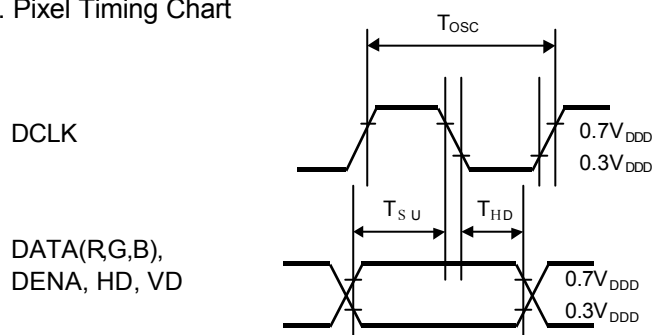 . Pixel Timing Chart
TOSC
DCLK
0.7VDDD
0.3VDDD
TSU
THD
DATA(R,G,B),
DENA, HD, VD
0.7VDDD
0.3VDDD